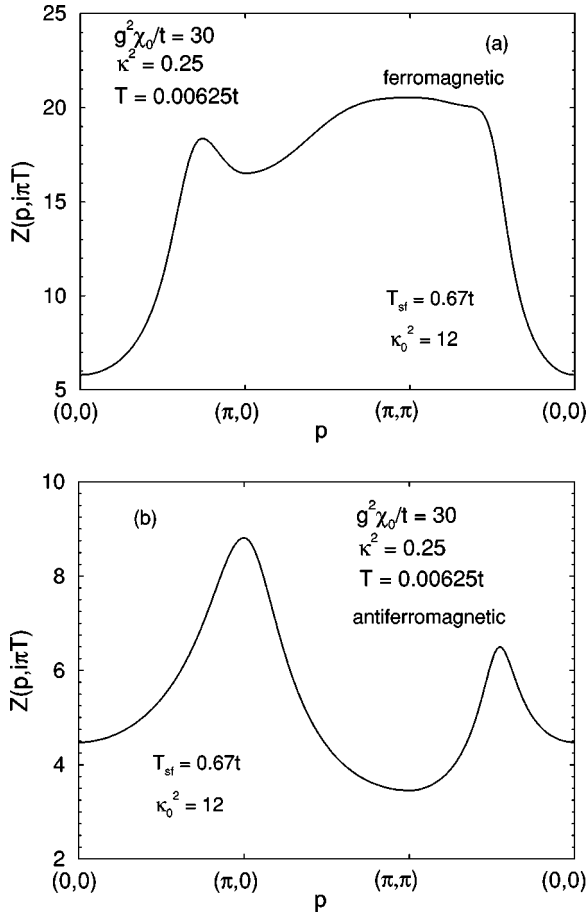 25
20
15
10
5
Z(p,iπT)
g²χ₀/t = 30
κ² = 0.25
T = 0.00625t
(a)
ferromagnetic
T_sf = 0.67t
κ₀² = 12
(0,0) (π,0) (π,π) (0,0)
p
10
8
6
4
2
Z(p,iπT)
(b)
g²χ₀/t = 30
κ² = 0.25
T = 0.00625t
antiferromagnetic
T_sf = 0.67t
κ₀² = 12
(0,0) (π,0) (π,π) (0,0)
p